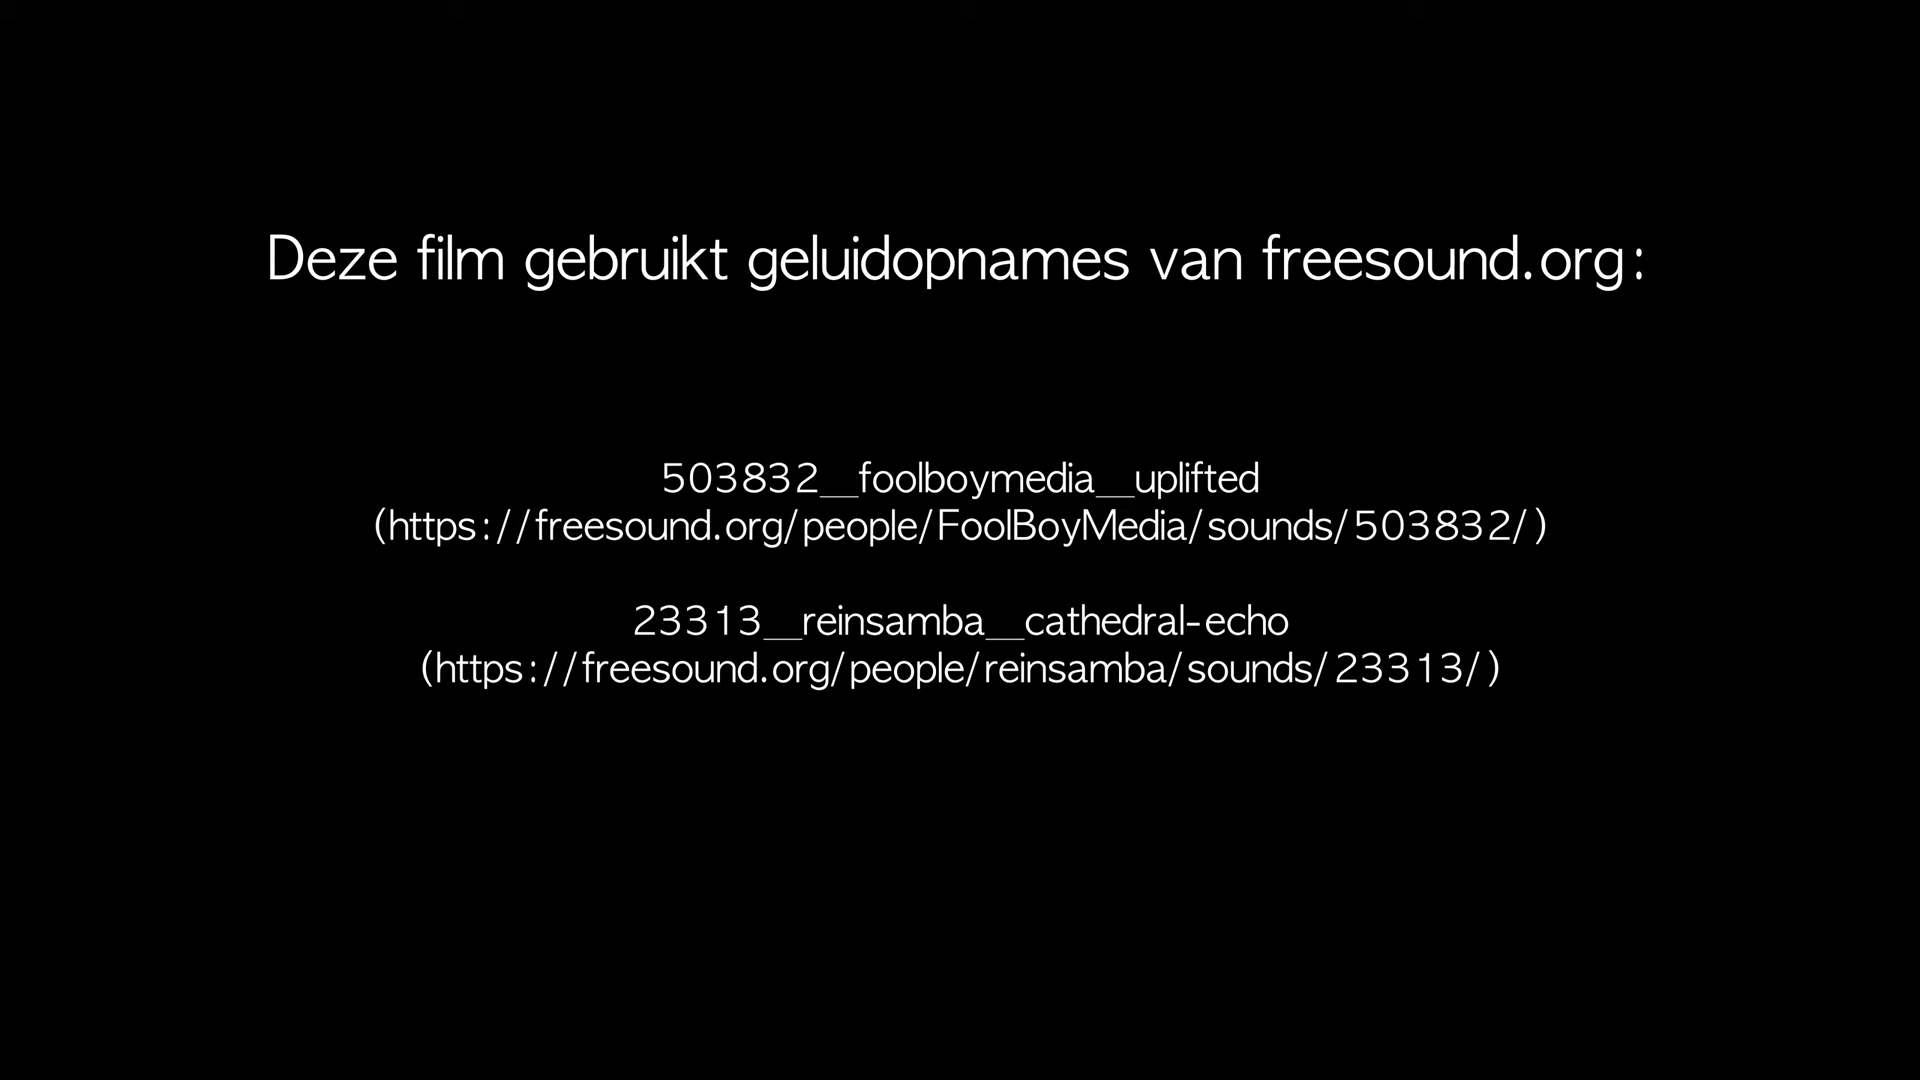 Deze film gebruikt geluidopnames van freesound.org:
503832__foolboymedia__uplifted
(https://freesound.org/people/FoolBoyMedia/sounds/503832/)
23313__reinsamba__cathedral-echo
(https://freesound.org/people/reinsamba/sounds/23313/)